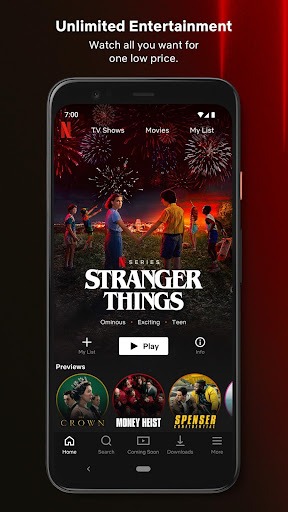 Unlimited Entertainment
Watch all you want for
one low price.
7:00
N
TV Shows
Movies
My List
N SERIES
STRANGER
THINGS
Ominous • Exciting • Teen
My List
Play
Info
Previews
CROWN
MONEY HEIST
SPENSER
CONFIDENTIAL
Home
Search
Coming Soon
Downloads
More